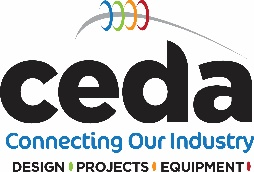 ceda
Connecting Our Industry
DESIGN PROJECTS EQUIPMENT